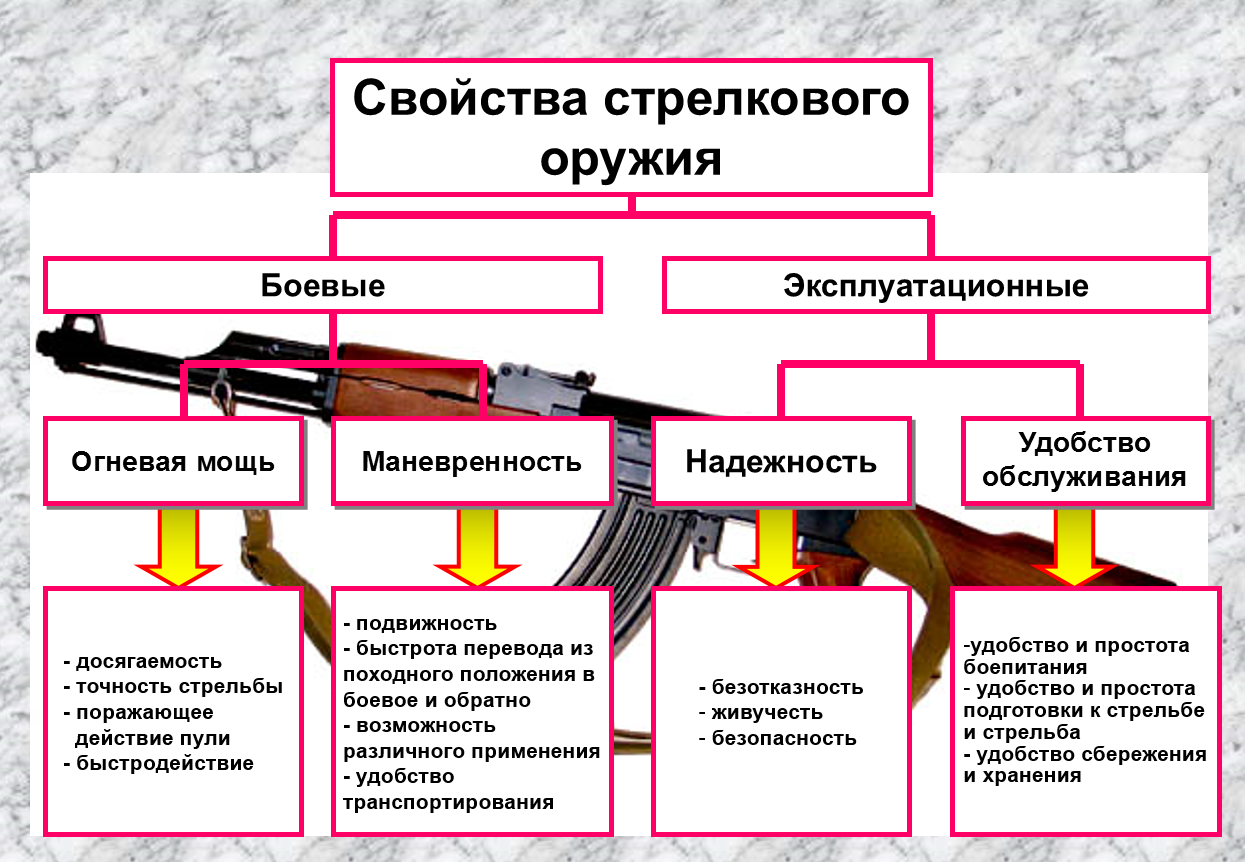 Свойства стрелкового
оружия
Боевые
Эксплуатационные
Огневая мощь
Маневренность
Надежность
Удобство
обслуживания
- досягаемость
- точность стрельбы
- поражающее
действие пули
- быстродействие
- подвижность
- быстрота перевода из
походного положения в
боевое и обратно
- возможность
различного применения
- удобство
транспортирования
- безотказность
- живучесть
- безопасность
-удобство и простота
боепитания
- удобство и простота
подготовки к стрельбе
и стрельба
- удобство сбережения
и хранения